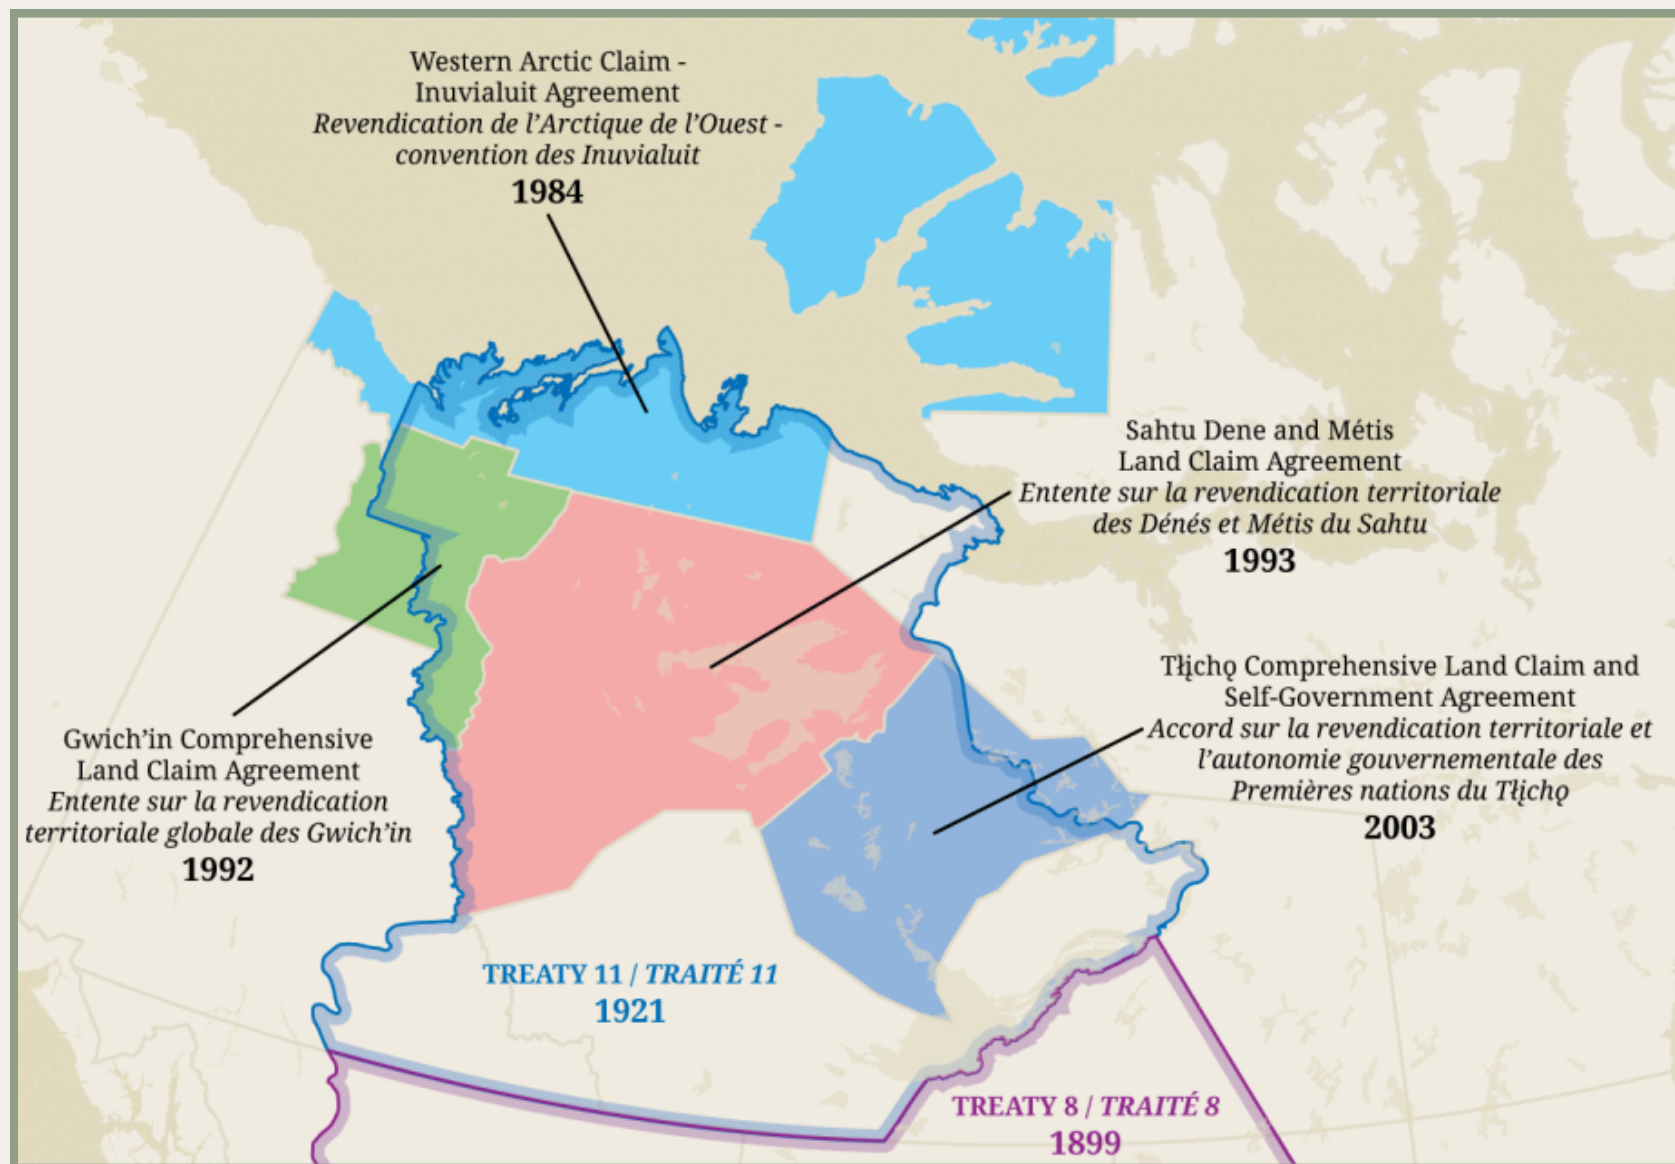 Western Arctic Claim -
Inuvialuit Agreement
Revendication de l'Arctique de l'Ouest -
convention des Inuvialuit
1984
Sahtu Dene and Métis
Land Claim Agreement
Entente sur la revendication territoriale
des Dénés et Métis du Sahtu
1993
Tłı̨chǫ Comprehensive Land Claim and
Self-Government Agreement
Accord sur la revendication territoriale et
l'autonomie gouvernementale des
Premières nations du Tłı̨chǫ
2003
Gwich'in Comprehensive
Land Claim Agreement
Entente sur la revendication
territoriale globale des Gwich'in
1992
TREATY 11 / TRAITÉ 11
1921
TREATY 8 / TRAITÉ 8
1899